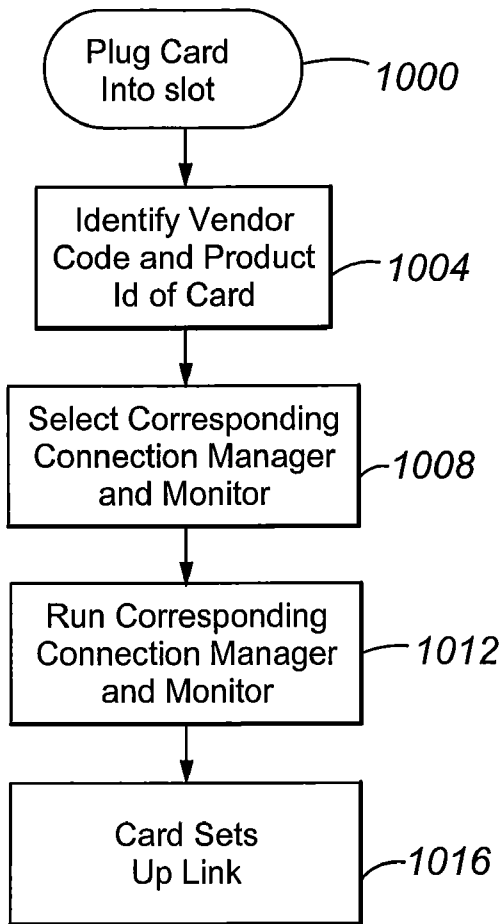 Plug Card
Into slot
1000
Identify Vendor
Code and Product
Id of Card
1004
Select Corresponding
Connection Manager
and Monitor
1008
Run Corresponding
Connection Manager
and Monitor
1012
Card Sets
Up Link
1016